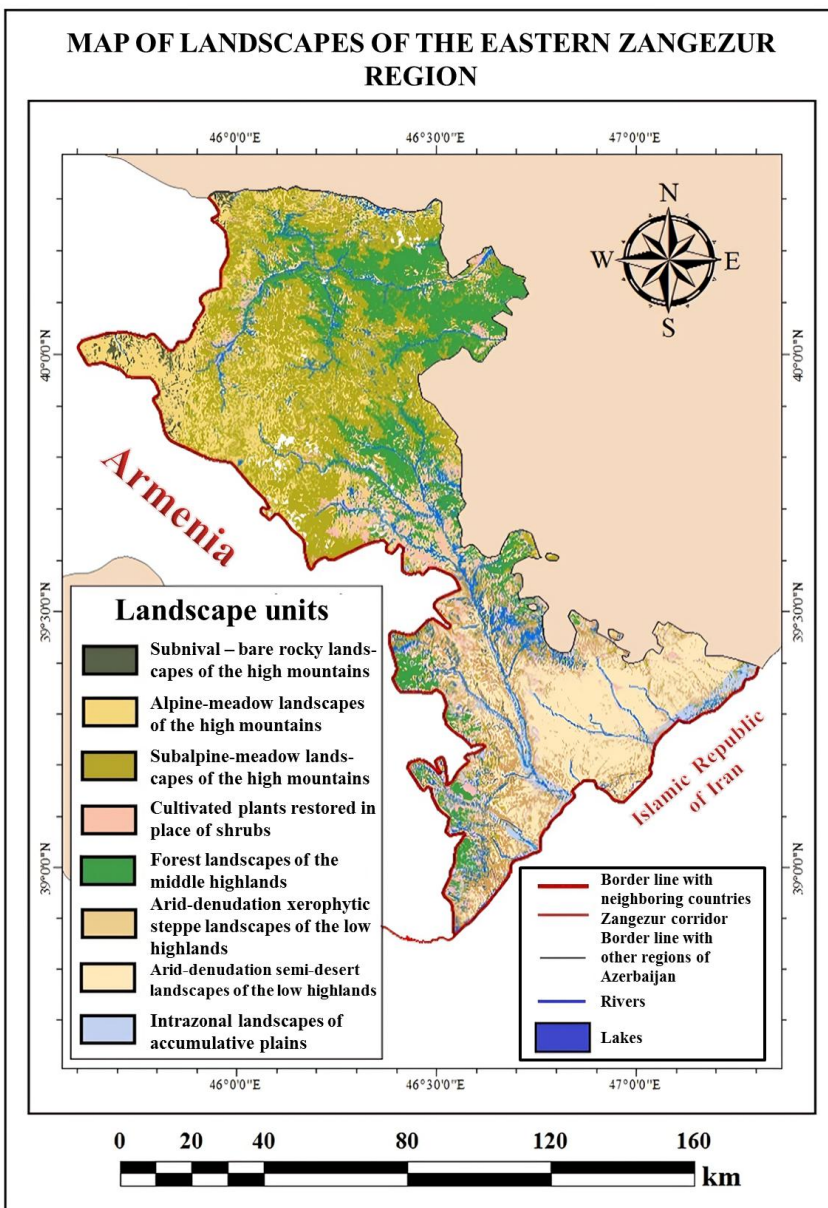 MAP OF LANDSCAPES OF THE EASTERN ZANGEZUR
REGION
46°0'0"E
46°30'0"E
47°0'0"E
N
W
E
S
40°0'0"N
40°0'0"N
Armenia
39°30'0"N
39°30'0"N
Islamic Republic
of Iran
39°0'0"N
39°0'0"N
Landscape units
Subnival – bare rocky lands-
capes of the high mountains
Alpine-meadow landscapes
of the high mountains
Subalpine-meadow lands-
capes of the high mountains
Cultivated plants restored in
place of shrubs
Forest landscapes of the
middle highlands
Arid-denudation xerophytic
steppe landscapes of the low
highlands
Arid-denudation semi-desert
landscapes of the low highlands
Intrazonal landscapes of
accumulative plains
Border line with
neighboring countries
Zangezur corridor
Border line with
other regions of
Azerbaijan
Rivers
Lakes
46°0'0"E
46°30'0"E
47°0'0"E
0 20 40 80 120 160
km